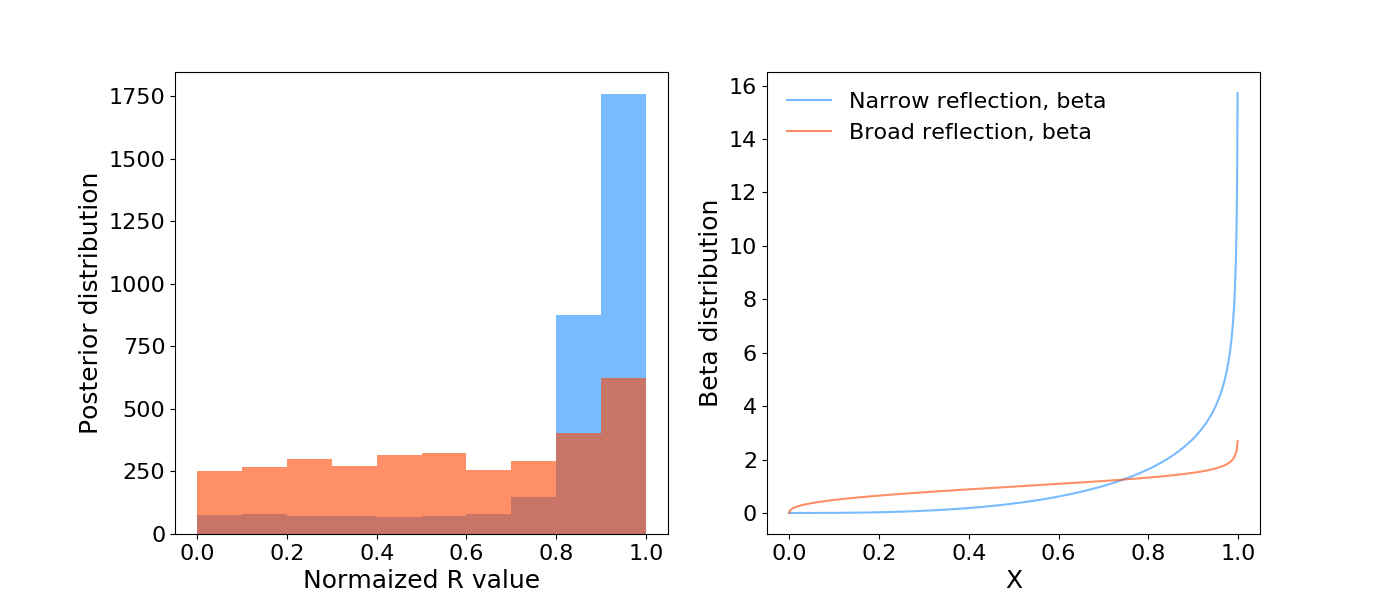 Posterior distribution
1750
1500
1250
1000
750
500
250
0
0.0 0.2 0.4 0.6 0.8 1.0
Normaized R value
Beta distribution
16
14
12
10
8
6
4
2
0
Narrow reflection, beta
Broad reflection, beta
0.0 0.2 0.4 0.6 0.8 1.0
X